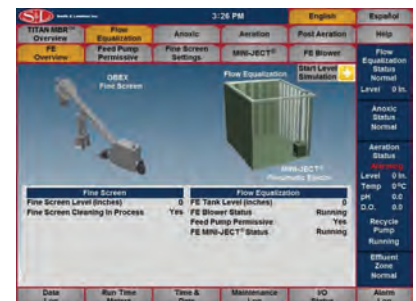 S&L Smith & Loveless Inc.
3:26 PM
English
Español
TITAN MBR™
Overview
Flow
Equalization
Anoxic
Aeration
Post Aeration
Help
FE
Overview
Feed Pump
Permissive
Fine Screen
Settings
MINI-JECT®
FE Blower
OBEX
Fine Screen
Flow Equalization
Start Level
Simulation
MINI-JECT®
Pneumatic Ejector
Flow
Equalization
Status
Normal
Level 0 In.
Anoxic
Status
Normal
Aeration
Status
Level 0 In.
Temp 0°C
pH 0.0
D.O. 0.0
Recycle
Pump
Running
Effluent
Zone
Normal
Fine Screen
Fine Screen Level (inches) 0
Fine Screen Cleaning In Process Yes
Flow Equalization
FE Tank Level (inches) 0
FE Blower Status Running
Feed Pump Permissive Yes
FE MINI-JECT® Status Running
Data
Log
Run Time
Meters
Time &
Date
Maintenance
Log
I/O
Status
Alarm
Log